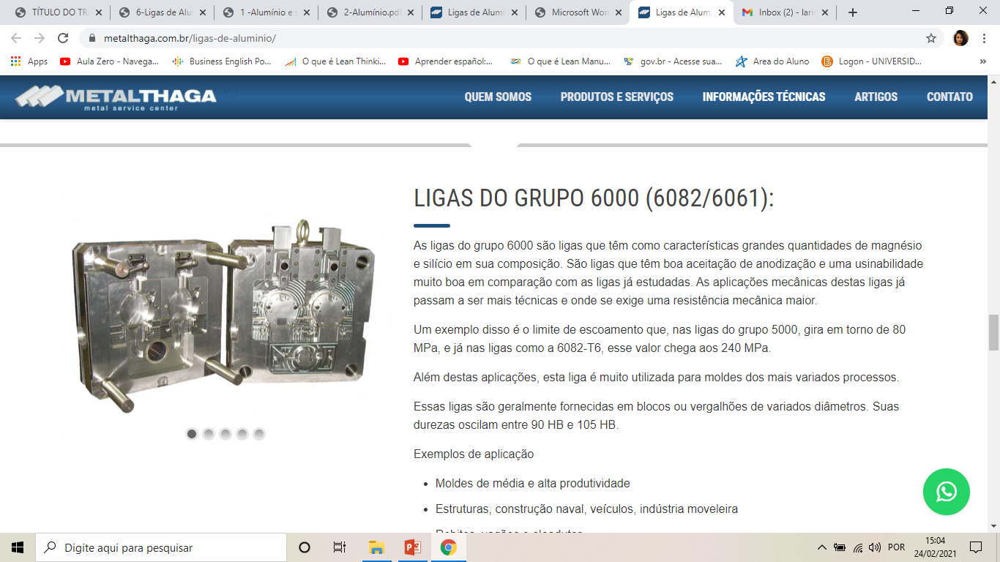 TÍTULO DO TR
6-Ligas de Alu
1 -Alumínio e
2-Alumínio.pd
Ligas de Alum
Microsoft Wor
Ligas de Alum
Inbox (2) - lari
metalthaga.com.br/ligas-de-aluminio/
Apps
Aula Zero - Navega...
Business English Po...
O que é Lean Thinki...
Aprender español:...
O que é Lean Manu...
gov.br - Acesse sua...
Area do Aluno
Logon - UNIVERSID...
»
METALTHAGA
metal service center
QUEM SOMOS
PRODUTOS E SERVIÇOS
INFORMAÇÕES TÉCNICAS
ARTIGOS
CONTATO
LIGAS DO GRUPO 6000 (6082/6061):
As ligas do grupo 6000 são ligas que têm como características grandes quantidades de magnésio
e silício em sua composição. São ligas que têm boa aceitação de anodização e uma usinabilidade
muito boa em comparação com as ligas já estudadas. As aplicações mecânicas destas ligas já
passam a ser mais técnicas e onde se exige uma resistência mecânica maior.
Um exemplo disso é o limite de escoamento que, nas ligas do grupo 5000, gira em torno de 80
MPa, e já nas ligas como a 6082-T6, esse valor chega aos 240 MPa.
Além destas aplicações, esta liga é muito utilizada para moldes dos mais variados processos.
Essas ligas são geralmente fornecidas em blocos ou vergalhões de variados diâmetros. Suas
durezas oscilam entre 90 HB e 105 HB.
Exemplos de aplicação
• Moldes de média e alta produtividade
• Estruturas, construção naval, veículos, indústria moveleira
Digite aqui para pesquisar
POR
15:04
24/02/2021